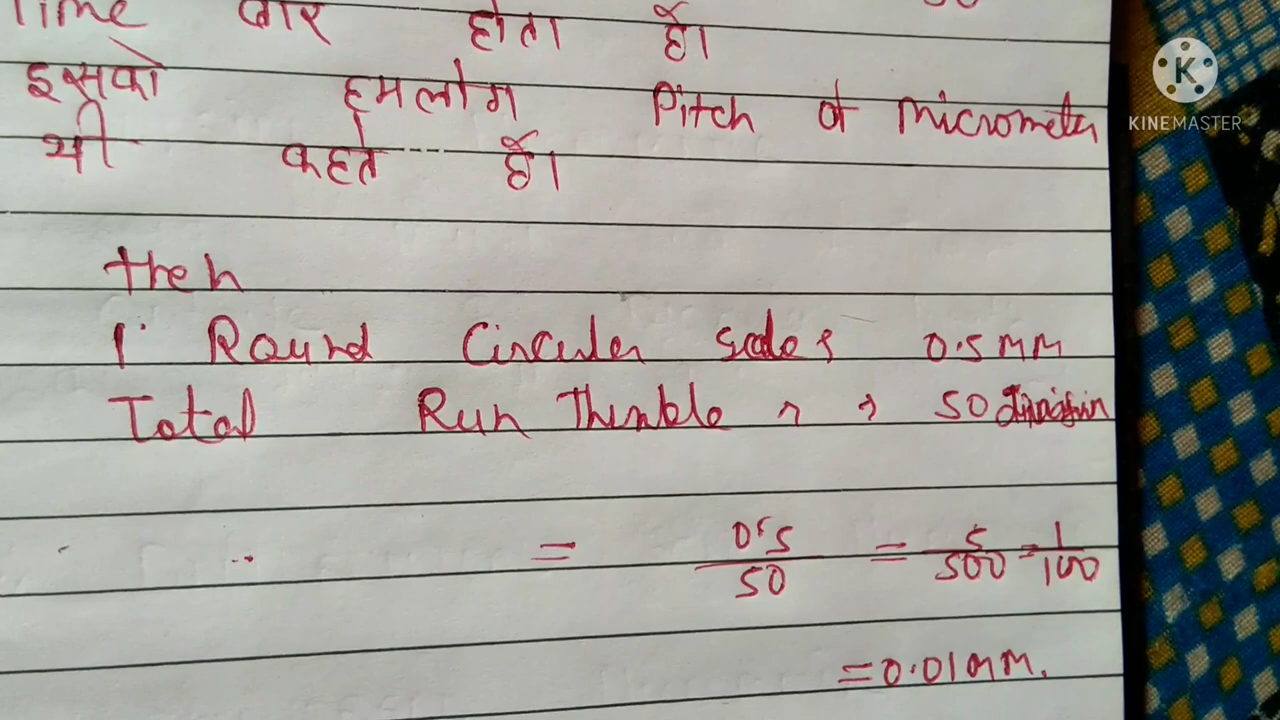 Time बार होता है।
इसको हमलोग Pitch of micrometer
भी कहते है।
KINEMASTER
then
1 Round Circular scale 0.5 MM
Total Run Thimble 50 division
= 0.5/50 = 5/500 = 1/100
= 0.01 MM.